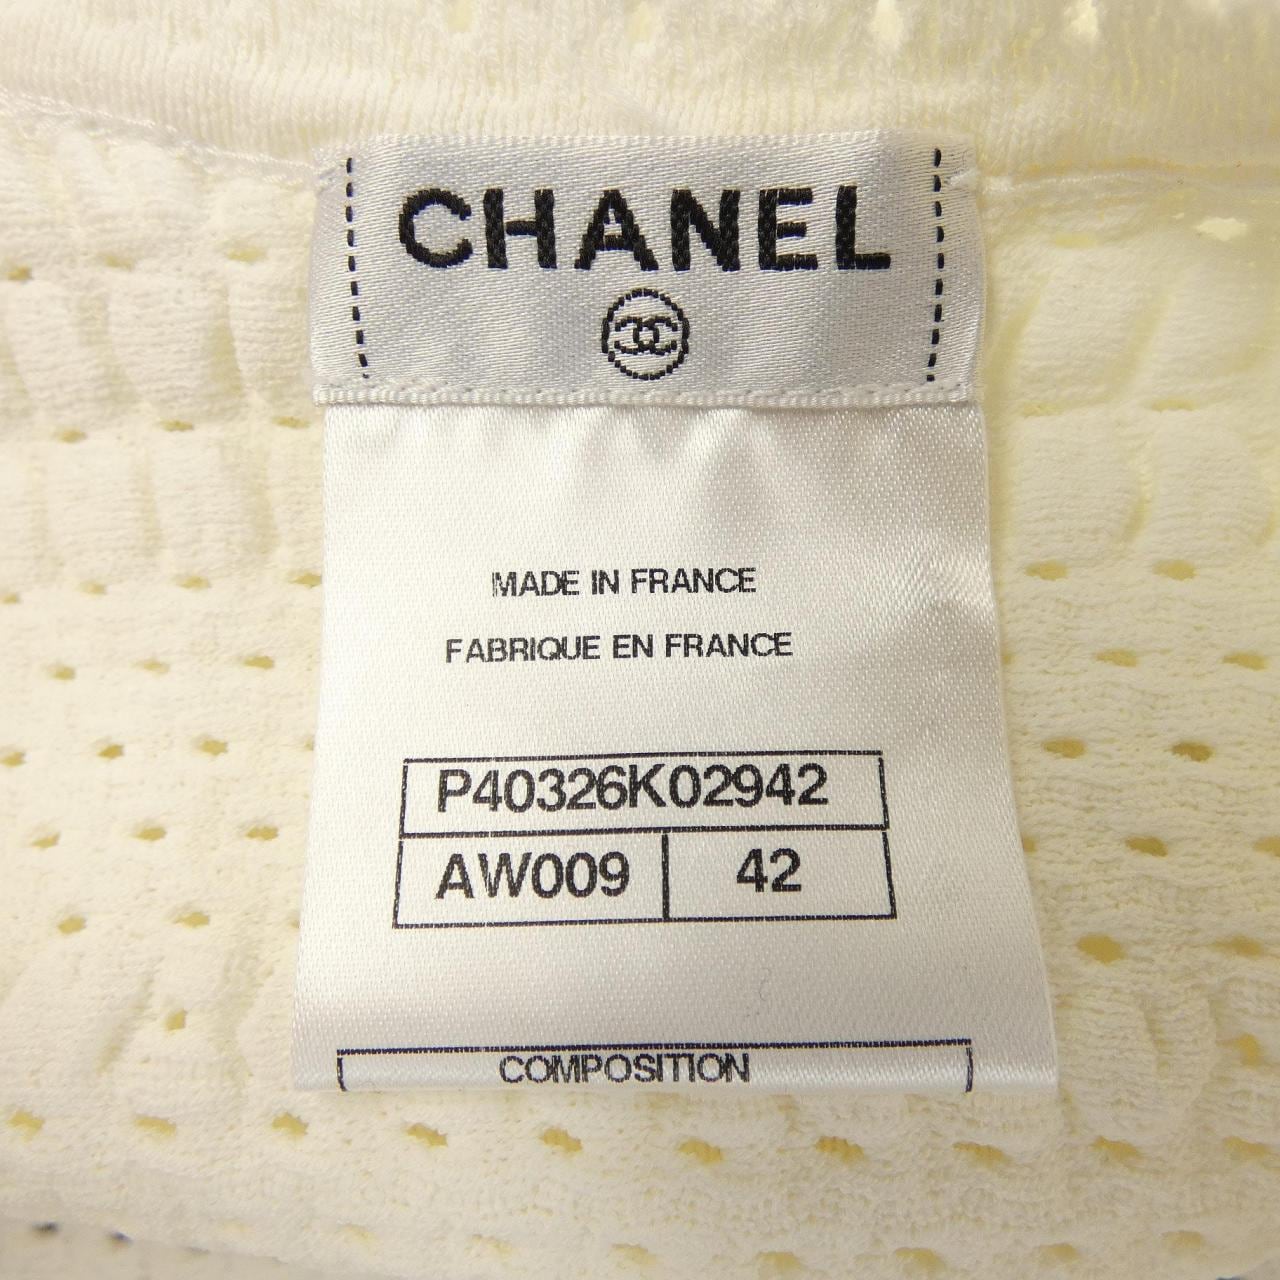 CHANEL
MADE IN FRANCE
FABRIQUE EN FRANCE
P40326K02942
AW009 42
COMPOSITION